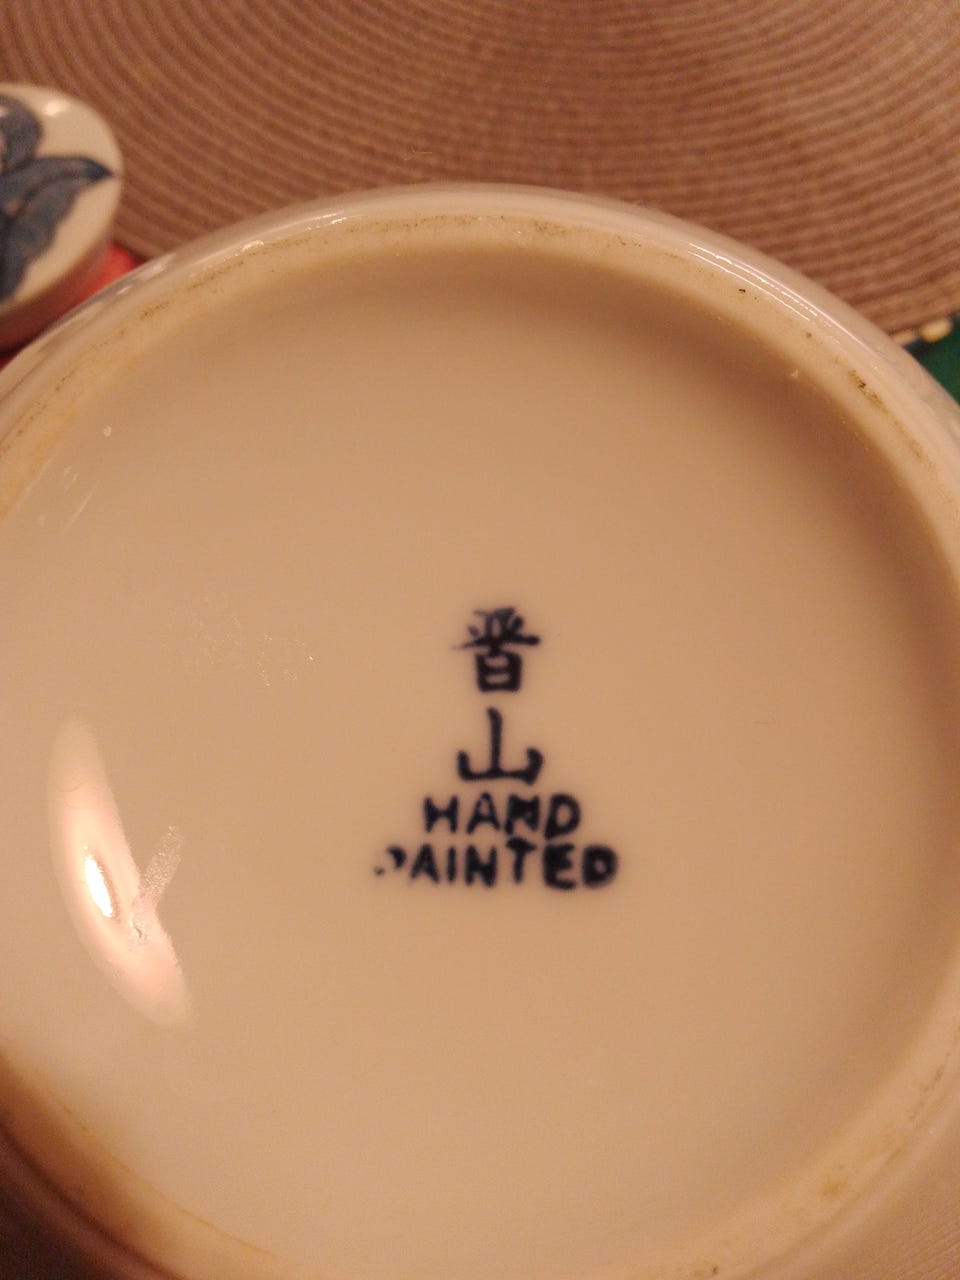 晋
山
HAND
PAINTED